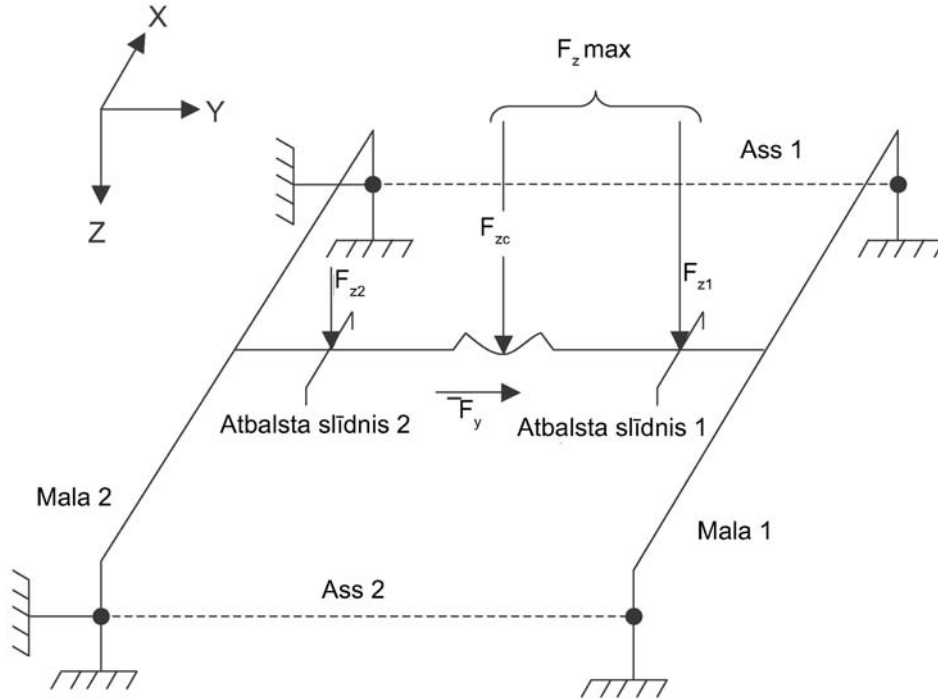 X
Y
Z
F_z max
Ass 1
F_zc
F_z2
F_z1
Atbalsta slīdnis 2
‾F_y
Atbalsta slīdnis 1
Mala 2
Mala 1
Ass 2